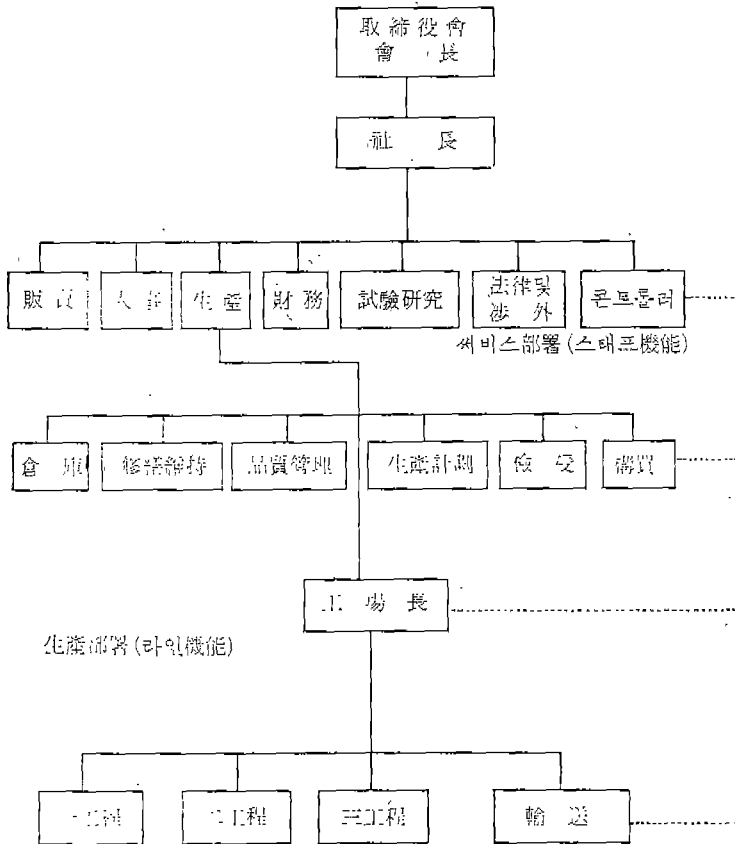 取締役會
會長
社長
販賣
人事
生產
財務
試驗研究
法律및
涉外
콘트롤러
써비스部署(스태프機能)
倉庫
修繕維持
品質管理
生產計劃
檢受
購買
工場長
生產部署(라인機能)
一工程
二工程
三工程
輸送